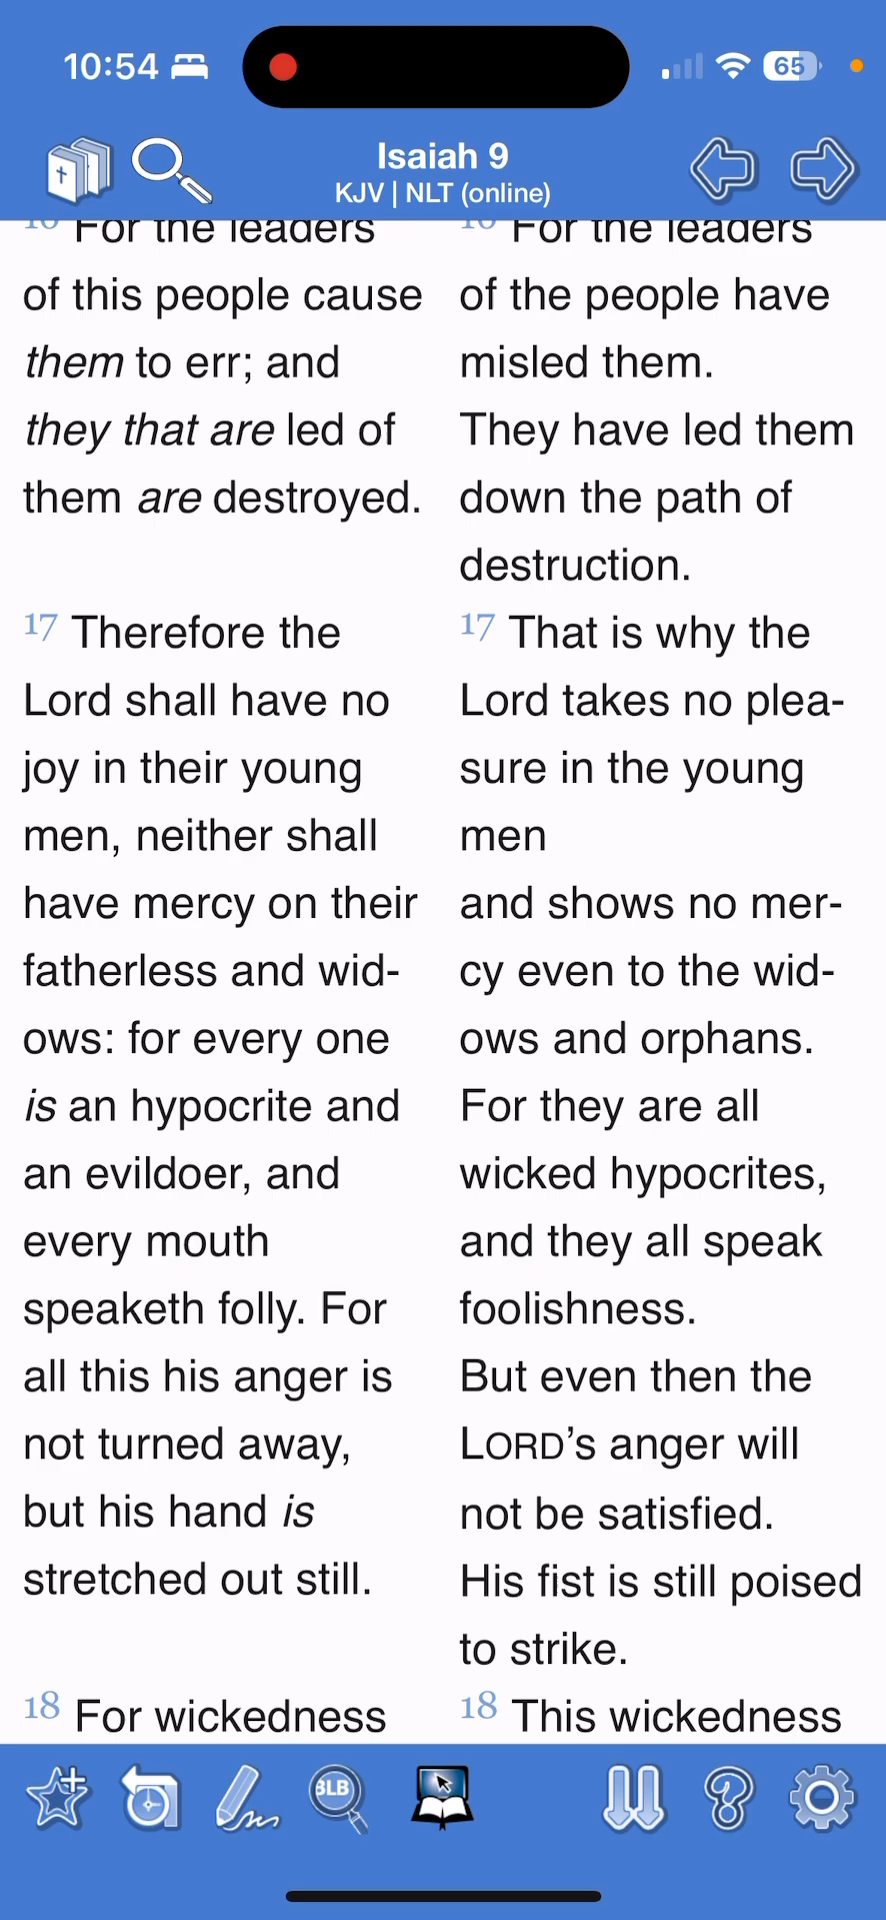 10:54
65
Isaiah 9
KJV | NLT (online)
16 For the leaders
of this people cause
them to err; and
they that are led of
them are destroyed.
17 Therefore the
Lord shall have no
joy in their young
men, neither shall
have mercy on their
fatherless and wid-
ows: for every one
is an hypocrite and
an evildoer, and
every mouth
speaketh folly. For
all this his anger is
not turned away,
but his hand is
stretched out still.
18 For wickedness
16 For the leaders
of the people have
misled them.
They have led them
down the path of
destruction.
17 That is why the
Lord takes no plea-
sure in the young
men
and shows no mer-
cy even to the wid-
ows and orphans.
For they are all
wicked hypocrites,
and they all speak
foolishness.
But even then the
LORD’s anger will
not be satisfied.
His fist is still poised
to strike.
18 This wickedness
BLB